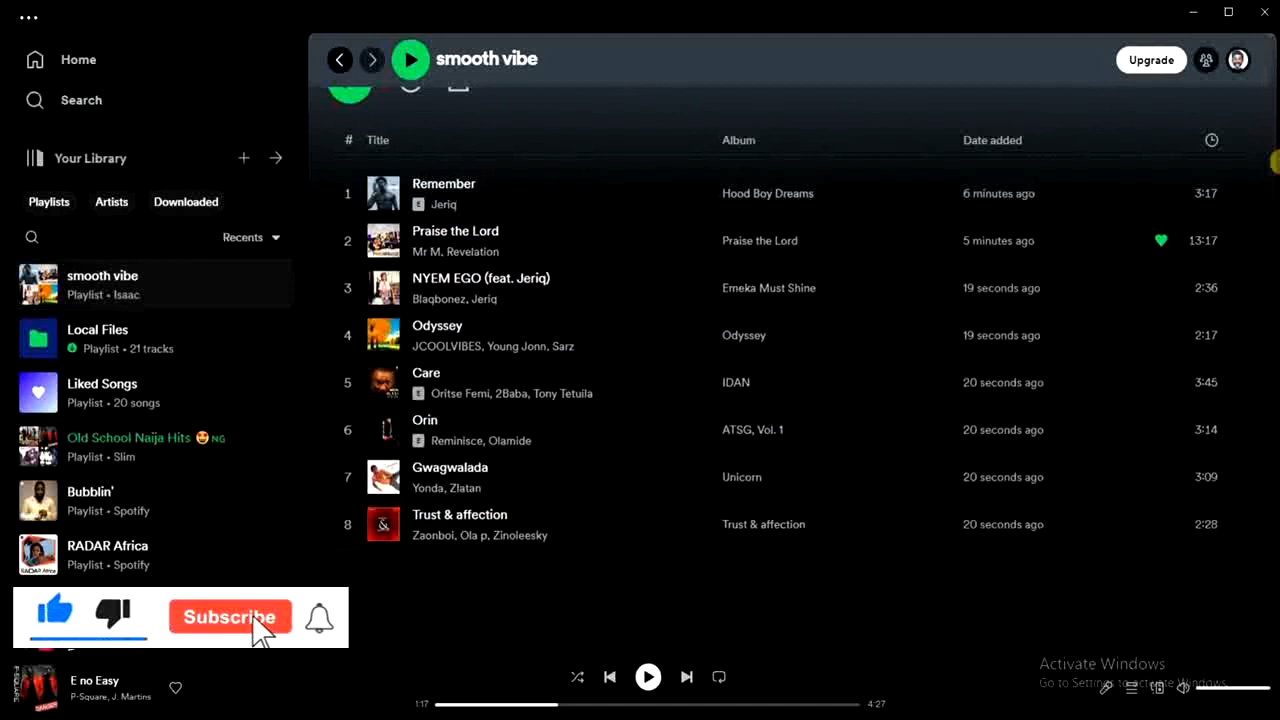 smooth vibe
Upgrade
Home
Search
Your Library
Playlists Artists Downloaded
Recents
smooth vibe
Playlist • Isaac
Local Files
Playlist • 21 tracks
Liked Songs
Playlist • 20 songs
Old School Naija Hits 🤩 NG
Playlist • Slim
Bubblin'
Playlist • Spotify
RADAR Africa
Playlist • Spotify
RADAR Africa
# Title Album Date added
1 Remember Hood Boy Dreams 6 minutes ago 3:17
E Jeriq
2 Praise the Lord Praise the Lord 5 minutes ago 13:17
Mr M, Revelation
3 NYEM EGO (feat. Jeriq) Emeka Must Shine 19 seconds ago 2:36
Blaqbonez, Jeriq
4 Odyssey Odyssey 19 seconds ago 2:17
JCOOLVIBES, Young Jonn, Sarz
5 Care IDAN 20 seconds ago 3:45
E Oritse Femi, 2Baba, Tony Tetuila
6 Orin ATSG, Vol. 1 20 seconds ago 3:14
E Reminisce, Olamide
7 Gwagwalada Unicorn 20 seconds ago 3:09
Yonda, Zlatan
8 Trust & affection Trust & affection 20 seconds ago 2:28
Zaonboi, Ola p, Zinoleesky
&
Subscribe
P-SQUARE
E no Easy
P-Square, J. Martins
1:17 4:27
Activate Windows
Go to Settings to activate Windows.